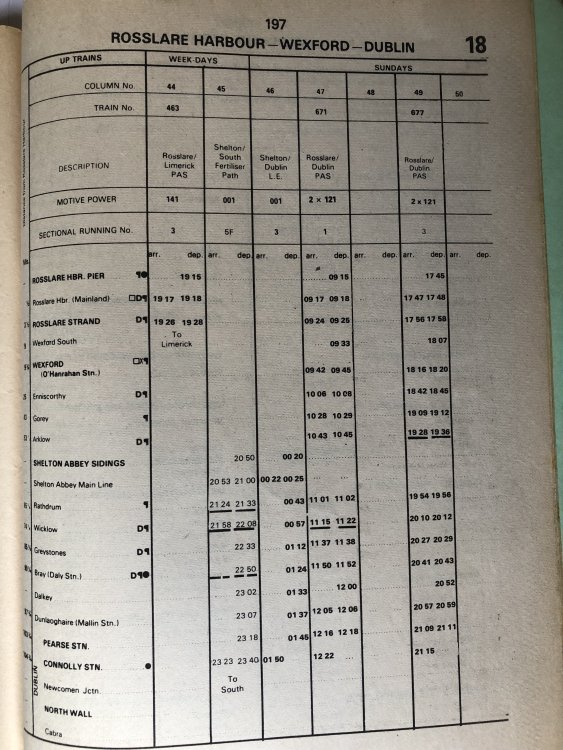 197
ROSSLARE HARBOUR—WEXFORD—DUBLIN 18
UP TRAINS WEEK-DAYS SUNDAYS
COLUMN No. 44 45 46 47 48 49 50
TRAIN No. 463 671 677
DESCRIPTION Rosslare/ Limerick PAS Shelton/ South Fertiliser Path Shelton/ Dublin L.E. Rosslare/ Dublin PAS Rosslare/ Dublin PAS
MOTIVE POWER 141 001 001 2 × 121 2 x 121
SECTIONAL RUNNING No. 3 5F 3 1 3
arr. dep. arr. dep. arr. dep. arr. dep. arr. dep. arr. dep. arr. dep.
ROSSLARE HBR. PIER ¶● 19 15 09 15 17 45
Rosslare Hbr. (Mainland) □D¶ 19 17 19 18 09 17 09 18 17 47 17 48
ROSSLARE STRAND D¶ 19 26 19 28 09 24 09 25 17 56 17 58
Wexford South To Limerick 09 33 18 07
WEXFORD (O'Hanrahan Stn.) □X¶ 09 42 09 45 18 16 18 20
Enniscorthy D¶ 10 06 10 08 18 42 18 45
Gorey ¶ 10 28 10 29 19 09 19 12
Arklow D¶ 10 43 10 45 19 28 19 36
SHELTON ABBEY SIDINGS 20 50 00 20
Shelton Abbey Main Line 20 53 21 00 00 22 00 25
Rathdrum ¶ 21 24 21 33 00 43 11 01 11 02 19 54 19 56
Wicklow D¶ 21 58 22 08 00 57 11 15 11 22 20 10 20 12
Greystones D¶ 22 33 01 12 11 37 11 38 20 27 20 29
Bray (Daly Stn.) D¶● 22 50 01 24 11 50 11 52 20 41 20 43
Dalkey 23 02 01 33 12 00 20 52
Dunlaoghaire (Mallin Stn.) 23 07 01 37 12 05 12 06 20 57 20 59
PEARSE STN. 23 18 01 45 12 16 12 18 21 09 21 11
CONNOLLY STN. ● 23 23 23 40 01 50 12 22 21 15
DUBLIN
Newcomen Jctn. To South
NORTH WALL
Cabra